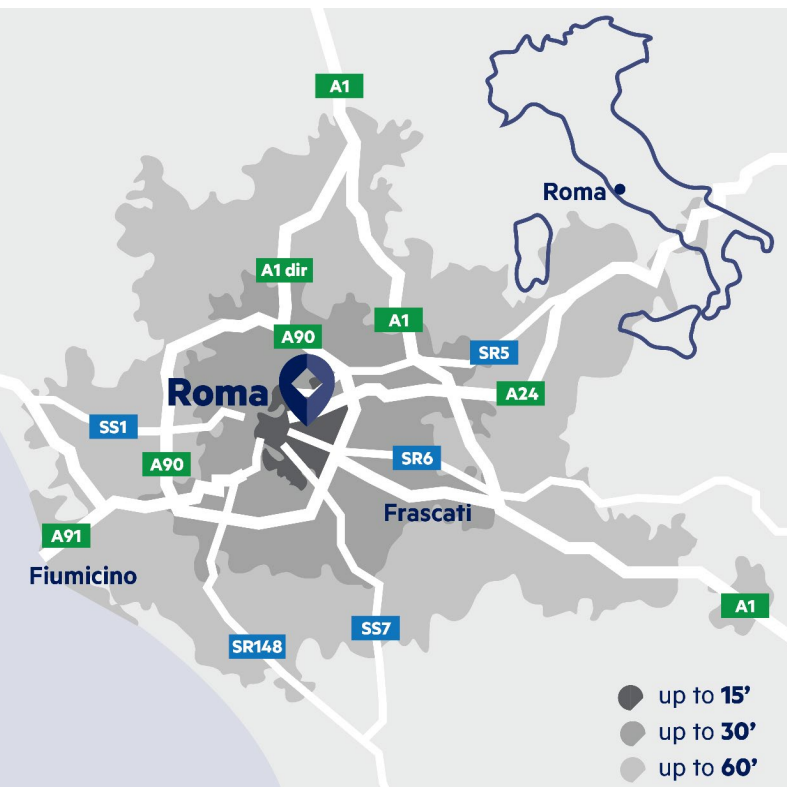 A1
Roma
A1 dir
A1
A90
SR5
Roma
A24
SS1
A90
SR6
Frascati
A91
Fiumicino
A1
SS7
SR148
up to 15’
up to 30’
up to 60’